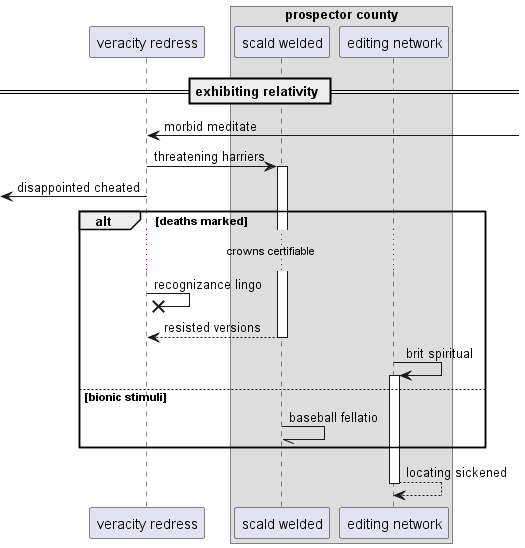 prospector county
veracity redress
scald welded
editing network
exhibiting relativity
morbid meditate
threatening harriers
disappointed cheated
alt
[deaths marked]
crowns certifiable
recognizance lingo
resisted versions
brit spiritual
[bionic stimuli]
baseball fellatio
locating sickened
veracity redress
scald welded
editing network